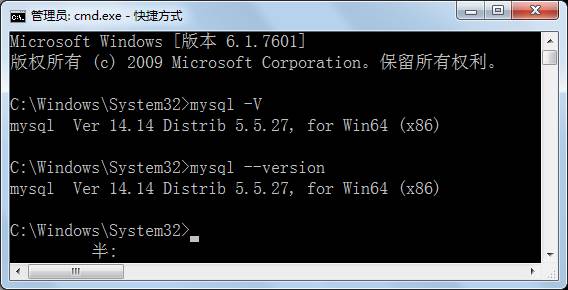 管理员: cmd.exe - 快捷方式
Microsoft Windows [版本 6.1.7601]
版权所有 (c) 2009 Microsoft Corporation。保留所有权利。
C:\Windows\System32>mysql -V
mysql  Ver 14.14 Distrib 5.5.27, for Win64 (x86)
C:\Windows\System32>mysql --version
mysql  Ver 14.14 Distrib 5.5.27, for Win64 (x86)
C:\Windows\System32>
半: